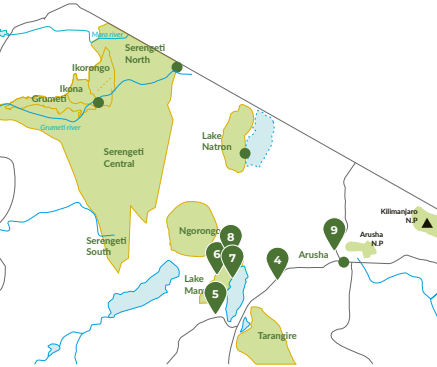 Mara river
Serengeti
North
Ikorongo
Ikona
Grumeti
Grumeti river
Lake
Natron
Serengeti
Central
Kilimanjaro
N.P
Ngorongo
8
9
Arusha
N.P
Serengeti
South
6
7
4
Arusha
Lake
Man
5
Tarangire